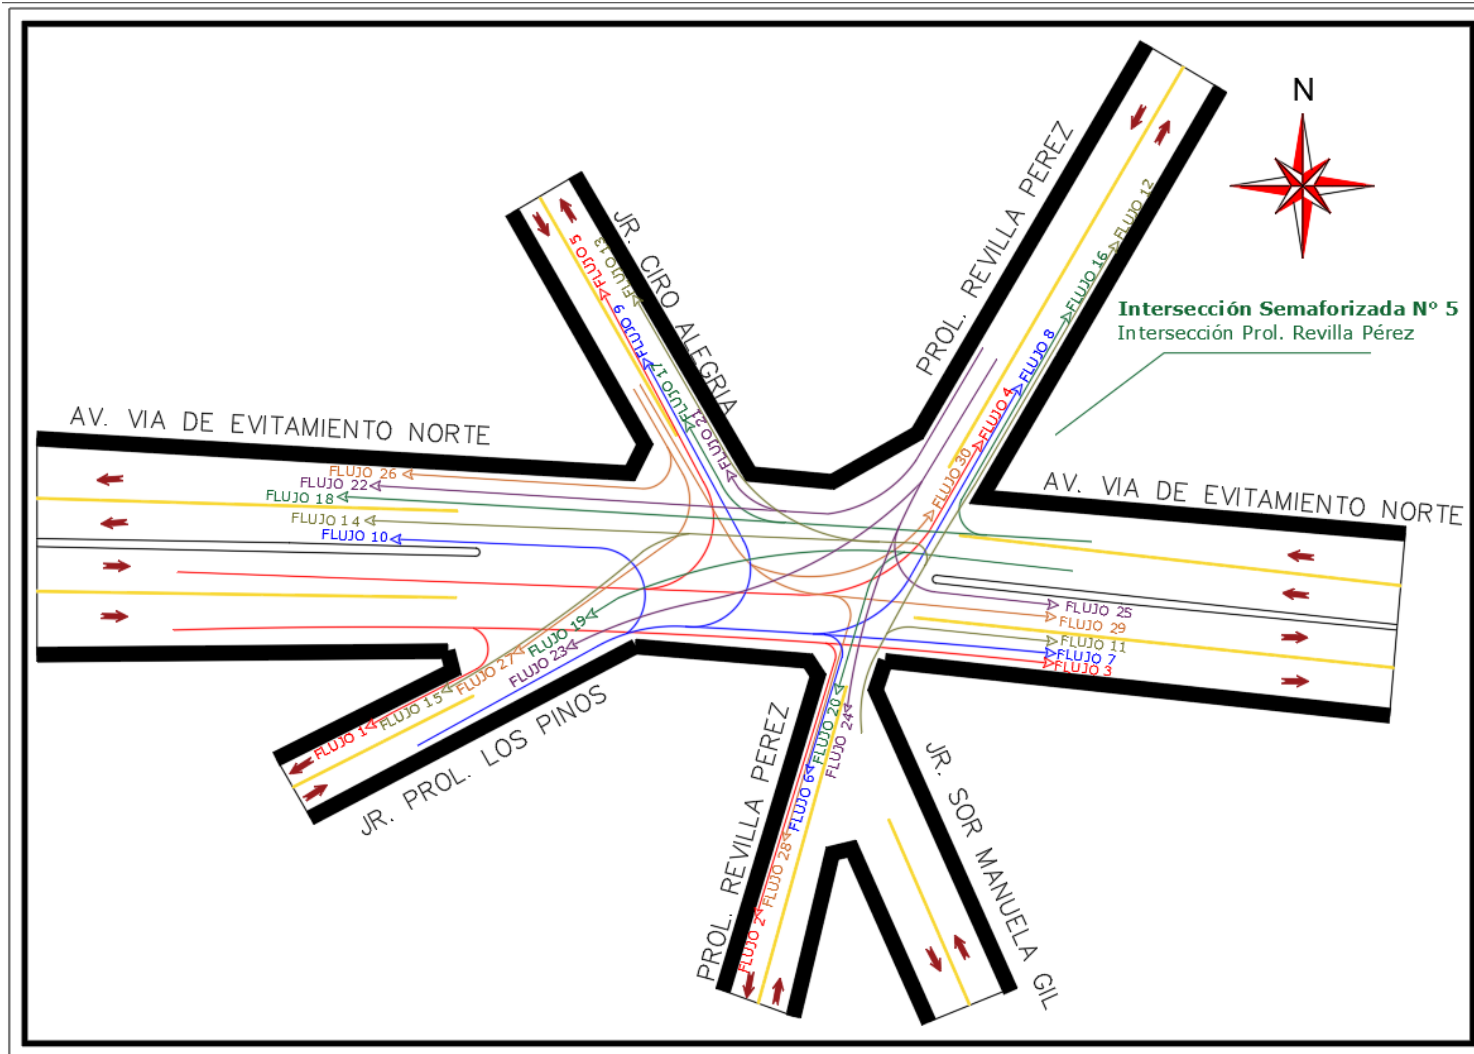 N
PROL. REVILLA PEREZ
JR. CIRO ALEGRIA
FLUJO 12
FLUJO 16
FLUJO 5
FLUJO 13
Intersección Semaforizada Nº 5
Intersección Prol. Revilla Pérez
FLUJO 9
FLUJO 8
FLUJO 17
FLUJO 4
FLUJO 21
FLUJO 30
AV. VIA DE EVITAMIENTO NORTE
FLUJO 26
FLUJO 22
FLUJO 18
FLUJO 14
FLUJO 10
AV. VIA DE EVITAMIENTO NORTE
FLUJO 25
FLUJO 29
FLUJO 11
FLUJO 7
FLUJO 3
FLUJO 19
FLUJO 23
FLUJO 27
FLUJO 15
FLUJO 1
JR. PROL. LOS PINOS
FLUJO 20
FLUJO 24
FLUJO 6
FLUJO 28
FLUJO 2
PROL. REVILLA PEREZ
JR. SOR MANUELA GIL